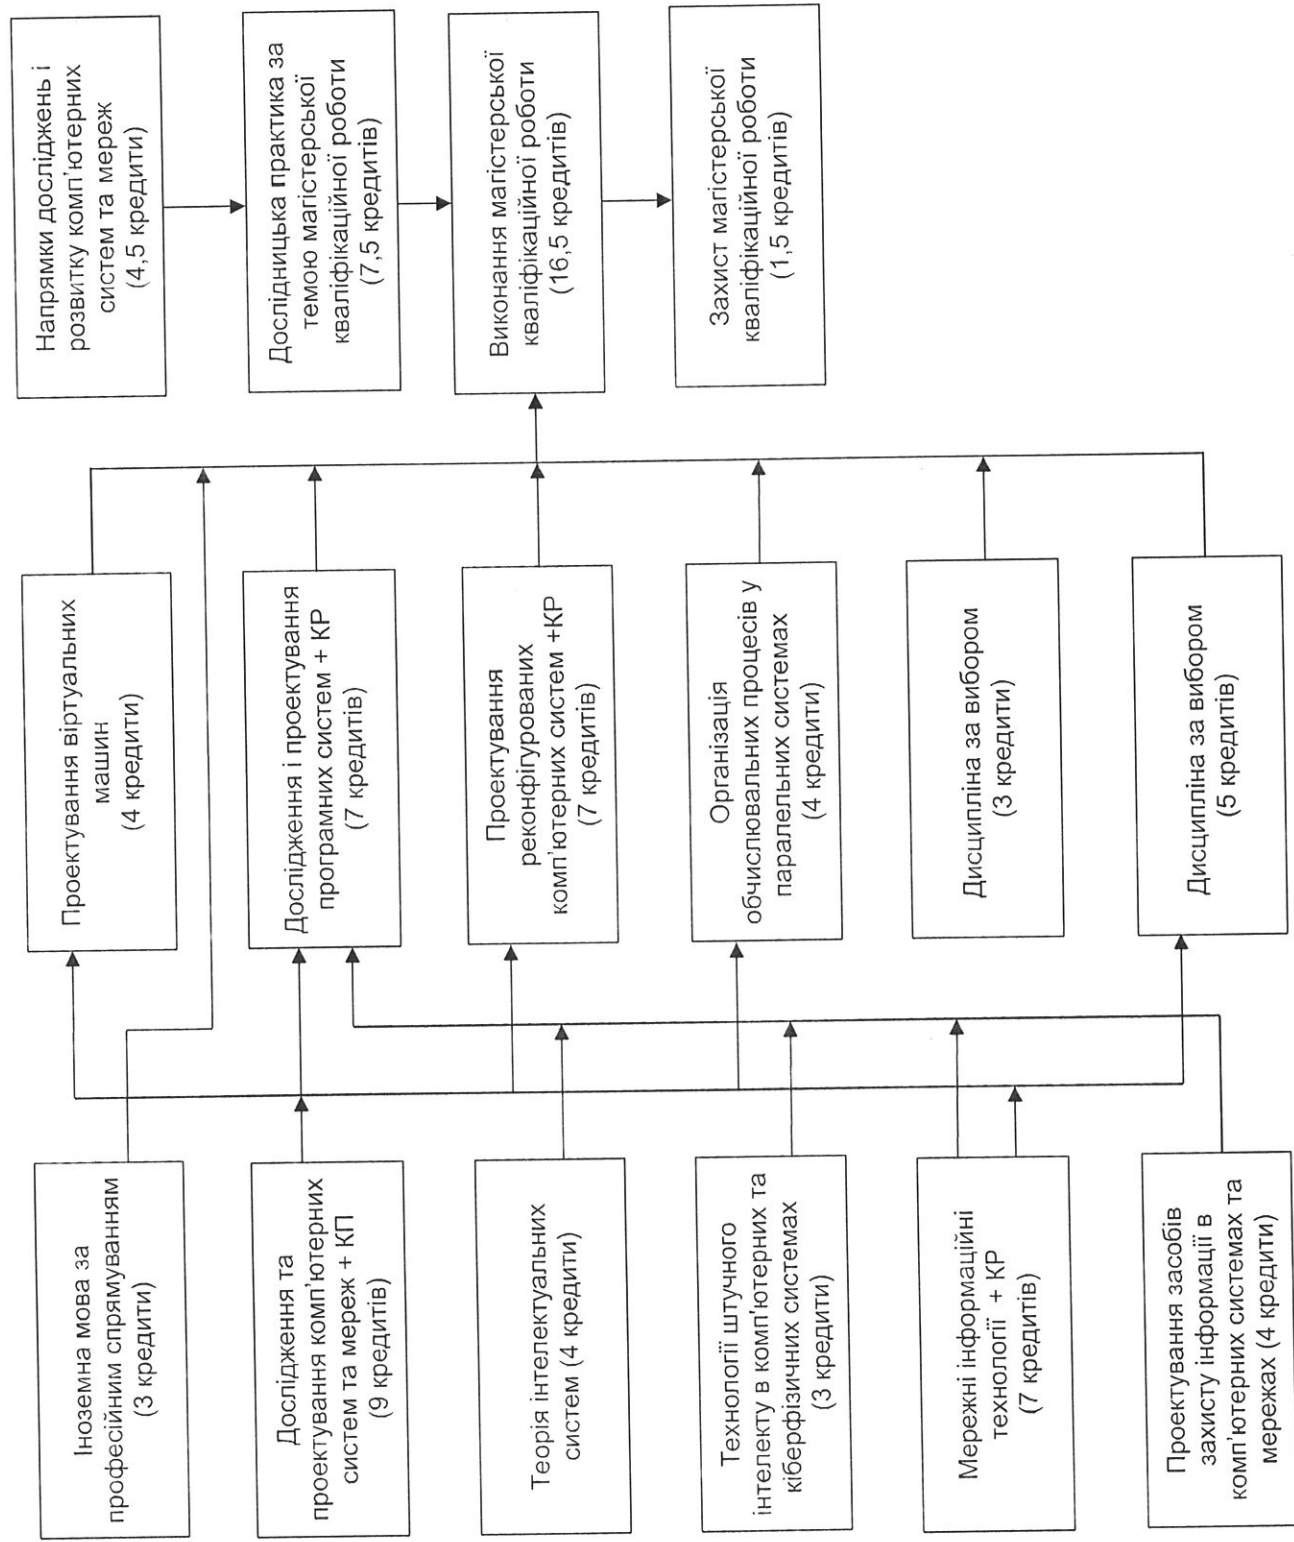 Іноземна мова за
професійним спрямуванням
(3 кредити)
Дослідження та
проектування комп'ютерних
систем та мереж + КП
(9 кредитів)
Теорія інтелектуальних
систем (4 кредити)
Технології штучного
інтелекту в комп'ютерних та
кіберфізичних системах
(3 кредити)
Мережні інформаційні
технології + КР
(7 кредитів)
Проектування засобів
захисту інформації в
комп'ютерних системах та
мережах (4 кредити)
Проектування віртуальних
машин
(4 кредити)
Дослідження і проектування
програмних систем + КР
(7 кредитів)
Проектування
реконфігурованих
комп'ютерних систем +КР
(7 кредитів)
Організація
обчислювальних процесів у
паралельних системах
(4 кредити)
Дисципліна за вибором
(3 кредити)
Дисципліна за вибором
(5 кредитів)
Напрямки досліджень і
розвитку комп'ютерних
систем та мереж
(4,5 кредити)
Дослідницька практика за
темою магістерської
кваліфікаційної роботи
(7,5 кредитів)
Виконання магістерської
кваліфікаційної роботи
(16,5 кредитів)
Захист магістерської
кваліфікаційної роботи
(1,5 кредитів)